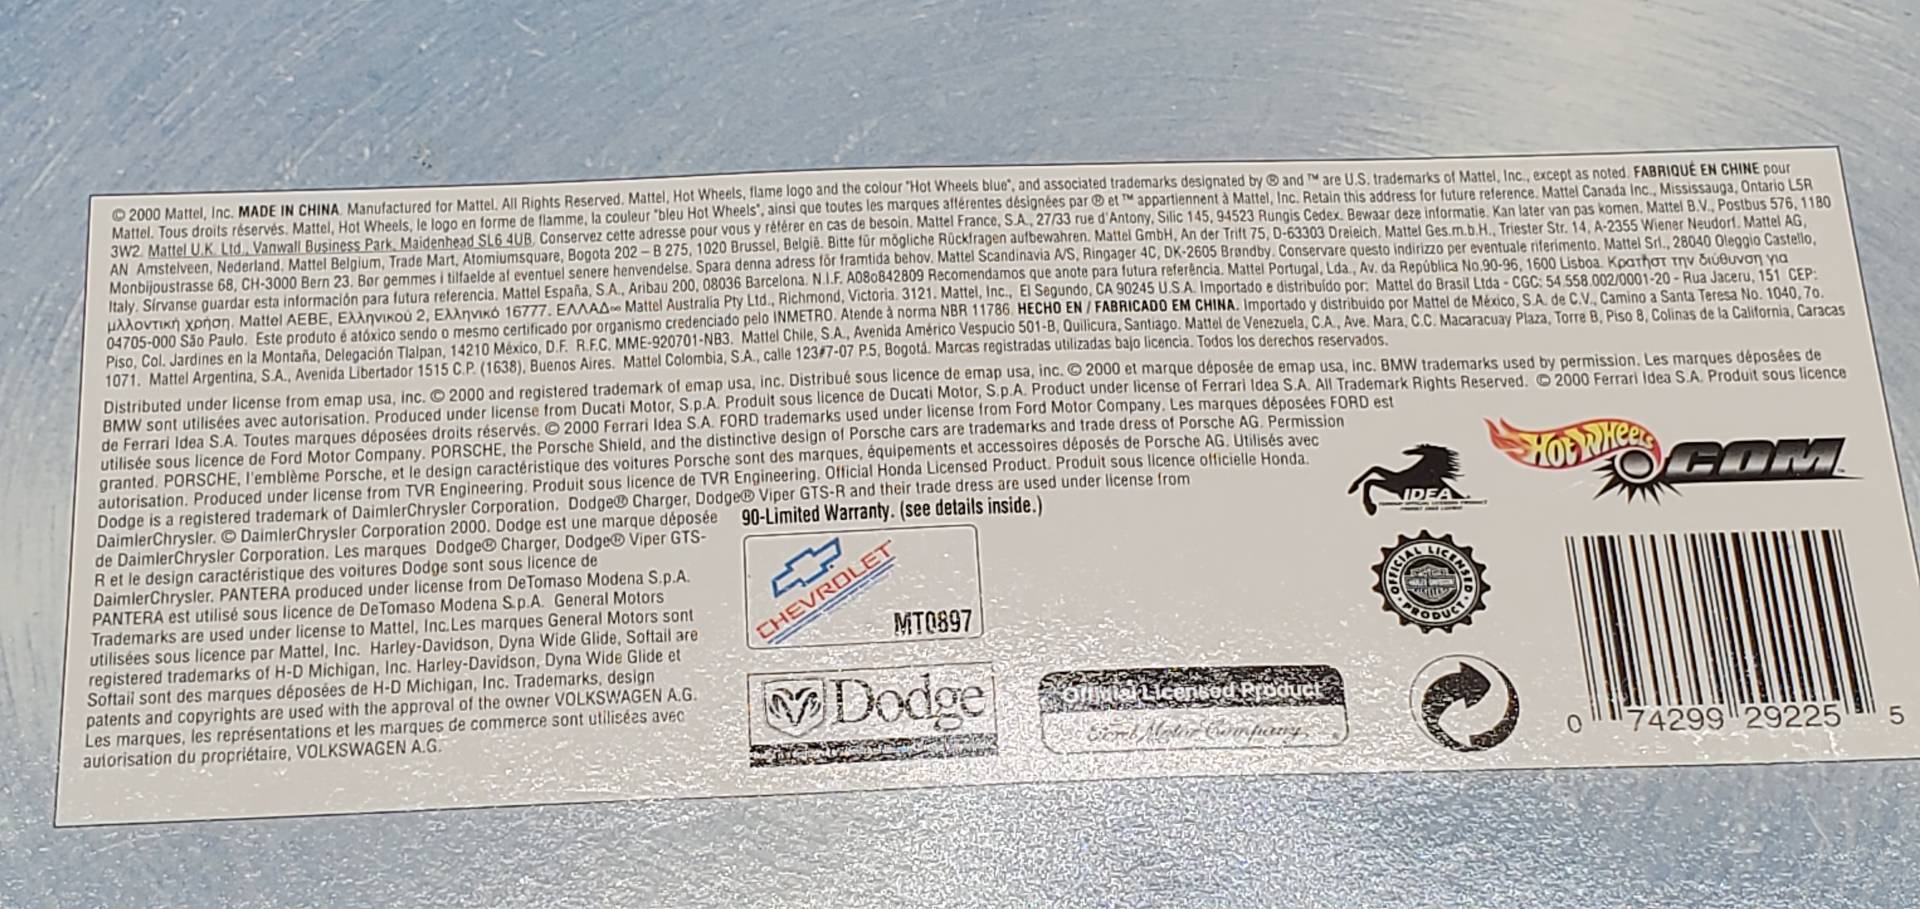 © 2000 Mattel, Inc. MADE IN CHINA. Manufactured for Mattel. All Rights Reserved. Mattel, Hot Wheels, flame logo and the colour "Hot Wheels blue", and associated trademarks designated by ® and ™ are U.S. trademarks of Mattel, Inc., except as noted. FABRIQUÉ EN CHINE pour
Mattel. Tous droits réservés. Mattel, Hot Wheels, le logo en forme de flamme, la couleur "bleu Hot Wheels", ainsi que toutes les marques afférentes désignées par ® et ™ appartiennent à Mattel, Inc. Retain this address for future reference. Mattel Canada Inc., Mississauga, Ontario L5R
3W2. Mattel U.K. Ltd., Vanwall Business Park, Maidenhead SL6 4UB. Conservez cette adresse pour vous y référer en cas de besoin. Mattel France, S.A., 27/33 rue d'Antony, Silic 145, 94523 Rungis Cedex. Bewaar deze informatie. Kan later van pas komen. Mattel B.V., Postbus 576, 1180
AN Amstelveen, Nederland. Mattel Belgium, Trade Mart, Atomiumsquare, Bogota 202 – B 275, 1020 Brussel, België. Bitte für mögliche Rückfragen aufbewahren. Mattel GmbH, An der Trift 75, D-63303 Dreieich. Mattel Ges.m.b.H., Triester Str. 14, A-2355 Wiener Neudorf. Mattel AG,
Monbijoustrasse 68, CH-3000 Bern 23. Bør gemmes i tilfaelde af eventuel senere henvendelse. Spara denna adress för framtida behov. Mattel Scandinavia A/S, Ringager 4C, DK-2605 Brøndby. Conservare questo indirizzo per eventuale riferimento. Mattel Srl., 28040 Oleggio Castello,
Italy. Sírvanse guardar esta información para futura referencia. Mattel España, S.A., Aribau 200, 08036 Barcelona. N.I.F. A08o842809 Recomendamos que anote para futura referência. Mattel Portugal, Lda., Av. da República No.90-96, 1600 Lisboa. Κρατήστ την διύθυνση για
μλλοντική χρήση. Mattel AEBE, Ελληνικού 2, Ελληνικό 16777. ΕΛΛΑΔ∞ Mattel Australia Pty Ltd., Richmond, Victoria. 3121. Mattel, Inc., El Segundo, CA 90245 U.S.A. Importado e distribuído por: Mattel do Brasil Ltda - CGC: 54.558.002/0001-20 - Rua Jaceru, 151 CEP:
04705-000 São Paulo. Este produto é atóxico sendo o mesmo certificado por organismo credenciado pelo INMETRO. Atende à norma NBR 11786. HECHO EN / FABRICADO EM CHINA. Importado y distribuido por Mattel de México, S.A. de C.V., Camino a Santa Teresa No. 1040, 7o.
Piso, Col. Jardines en la Montaña, Delegación Tlalpan, 14210 México, D.F. R.F.C. MME-920701-NB3. Mattel Chile, S.A., Avenida Américo Vespucio 501-B, Quilicura, Santiago. Mattel de Venezuela, C.A., Ave. Mara, C.C. Macaracuay Plaza, Torre B, Piso 8, Colinas de la California, Caracas
1071. Mattel Argentina, S.A., Avenida Libertador 1515 C.P. (1638), Buenos Aires. Mattel Colombia, S.A., calle 123#7-07 P.5, Bogotá. Marcas registradas utilizadas bajo licencia. Todos los derechos reservados.
Distributed under license from emap usa, inc. © 2000 and registered trademark of emap usa, inc. Distribué sous licence de emap usa, inc. © 2000 et marque déposée de emap usa, inc. BMW trademarks used by permission. Les marques déposées de
BMW sont utilisées avec autorisation. Produced under license from Ducati Motor, S.p.A. Produit sous licence de Ducati Motor, S.p.A. Product under license of Ferrari Idea S.A. All Trademark Rights Reserved. © 2000 Ferrari Idea S.A. Produit sous licence
de Ferrari Idea S.A. Toutes marques déposées droits réservés. © 2000 Ferrari Idea S.A. FORD trademarks used under license from Ford Motor Company. Les marques déposées FORD est
utilisée sous licence de Ford Motor Company. PORSCHE, the Porsche Shield, and the distinctive design of Porsche cars are trademarks and trade dress of Porsche AG. Permission
granted. PORSCHE, l'emblème Porsche, et le design caractéristique des voitures Porsche sont des marques, équipements et accessoires déposés de Porsche AG. Utilisés avec
autorisation. Produced under license from TVR Engineering. Produit sous licence de TVR Engineering. Official Honda Licensed Product. Produit sous licence officielle Honda.
Dodge is a registered trademark of DaimlerChrysler Corporation. Dodge® Charger, Dodge® Viper GTS-R and their trade dress are used under license from
DaimlerChrysler. © DaimlerChrysler Corporation 2000. Dodge est une marque déposée
de DaimlerChrysler Corporation. Les marques Dodge® Charger, Dodge® Viper GTS-
R et le design caractéristique des voitures Dodge sont sous licence de
DaimlerChrysler. PANTERA produced under license from DeTomaso Modena S.p.A.
PANTERA est utilisé sous licence de DeTomaso Modena S.p.A. General Motors
Trademarks are used under license to Mattel, Inc.Les marques General Motors sont
utilisées sous licence par Mattel, Inc. Harley-Davidson, Dyna Wide Glide, Softail are
registered trademarks of H-D Michigan, Inc. Harley-Davidson, Dyna Wide Glide et
Softail sont des marques déposées de H-D Michigan, Inc. Trademarks, design
patents and copyrights are used with the approval of the owner VOLKSWAGEN A.G.
Les marques, les représentations et les marques de commerce sont utilisées avec
autorisation du propriétaire, VOLKSWAGEN A.G.
90-Limited Warranty. (see details inside.)
CHEVROLET
MT0897
Dodge
Official Licensed Product
Ford Motor Company
IDEA
HOT WHEELS .COM
OFFICIAL LICENSED PRODUCT
0 74299 29225 5